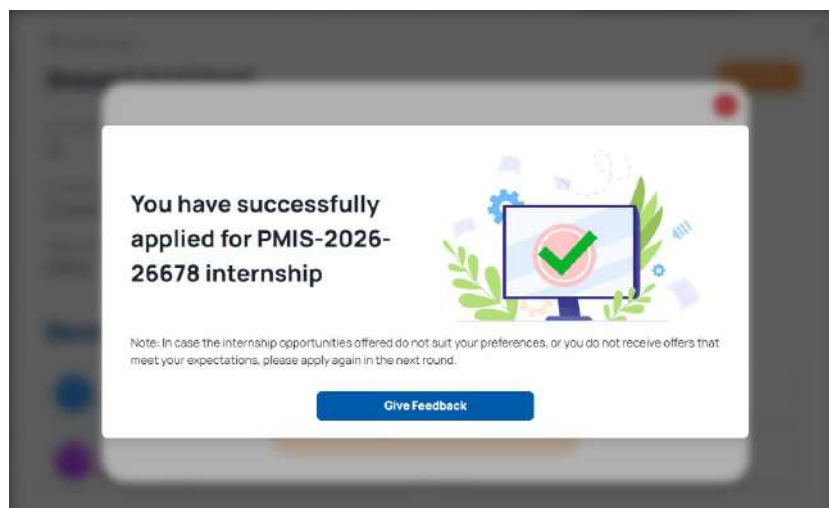 You have successfully
applied for PMIS-2026-
26678 internship
Note: In case the internship opportunities offered do not suit your preferences, or you do not receive offers that
meet your expectations, please apply again in the next round.
Give Feedback